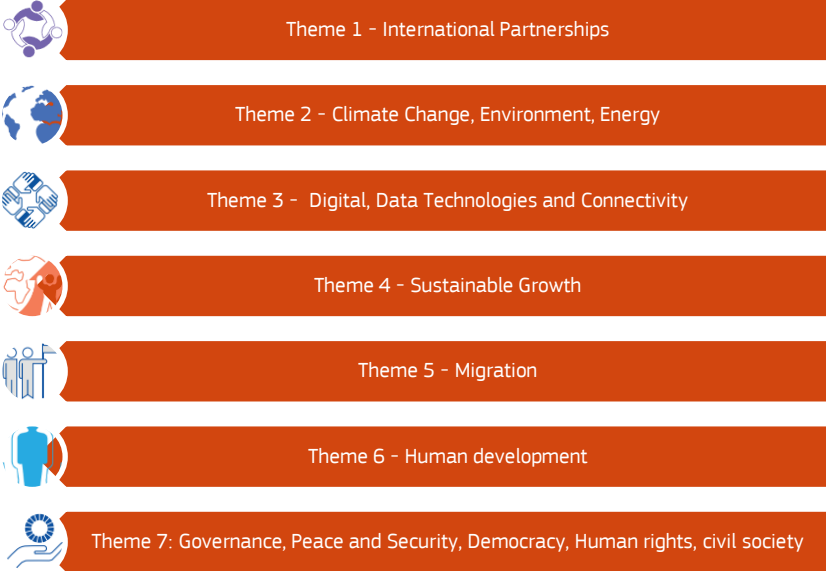 Theme 1 - International Partnerships
Theme 2 - Climate Change, Environment, Energy
Theme 3 -  Digital, Data Technologies and Connectivity
Theme 4 - Sustainable Growth
Theme 5 - Migration
Theme 6 - Human development
Theme 7: Governance, Peace and Security, Democracy, Human rights, civil society